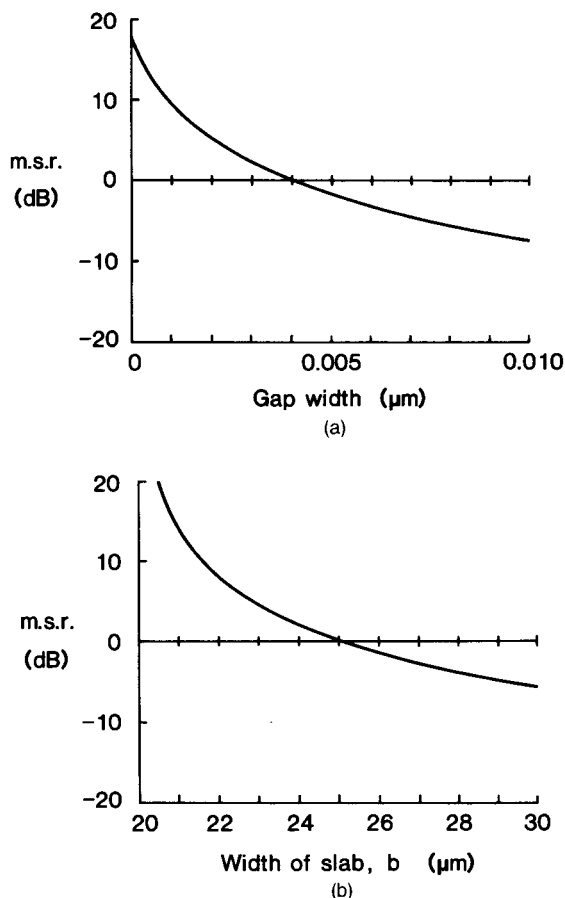 20
10
m.s.r.
0
(dB)
−10
−20
0 0.005 0.010
Gap width (μm)
(a)
20
10
m.s.r.
0
(dB)
−10
−20
20 22 24 26 28 30
Width of slab, b (μm)
(b)